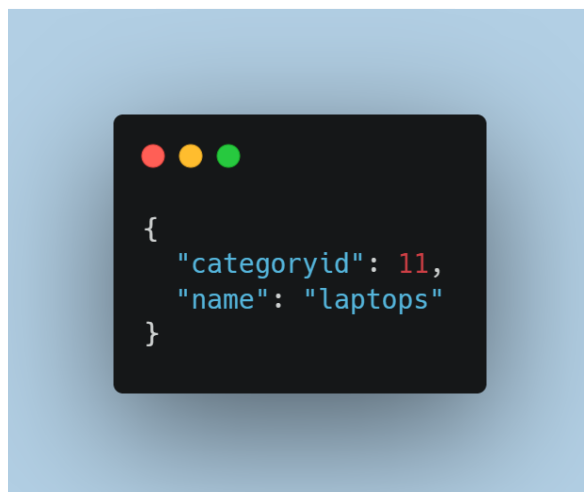 {
  "categoryid": 11,
  "name": "laptops"
}